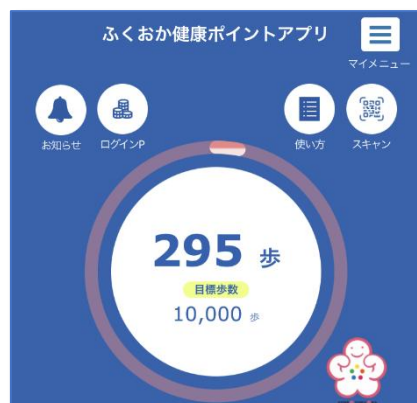 ふくおか健康ポイントアプリ
マイメニュー
お知らせ
ログインP
使い方
スキャン
295 歩
目標歩数
10,000 歩